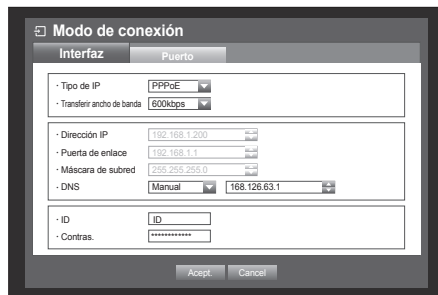 Modo de conexión
Interfaz Puerto
· Tipo de IP PPPoE
· Transferir ancho de banda 600kbps
· Dirección IP 192.168.1.200
· Puerta de enlace 192.168.1.1
· Máscara de subred 255.255.255.0
· DNS Manual 168.126.63.1
· ID ID
· Contras. ************
Acept. Cancel